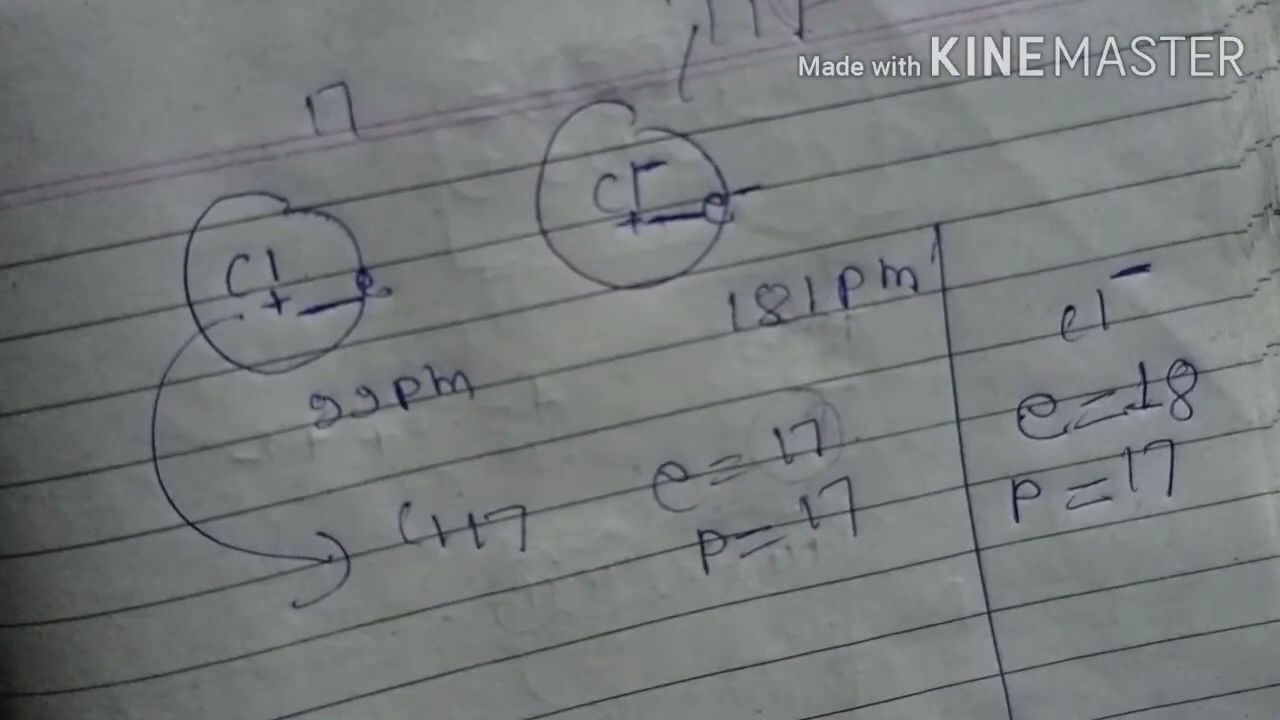 Made with KINEMASTER
17
Cl
+ e
Cl⁻
+ e⁻
99pm
181pm
Cl17
e=17
p=17
Cl⁻
e=18
P=17